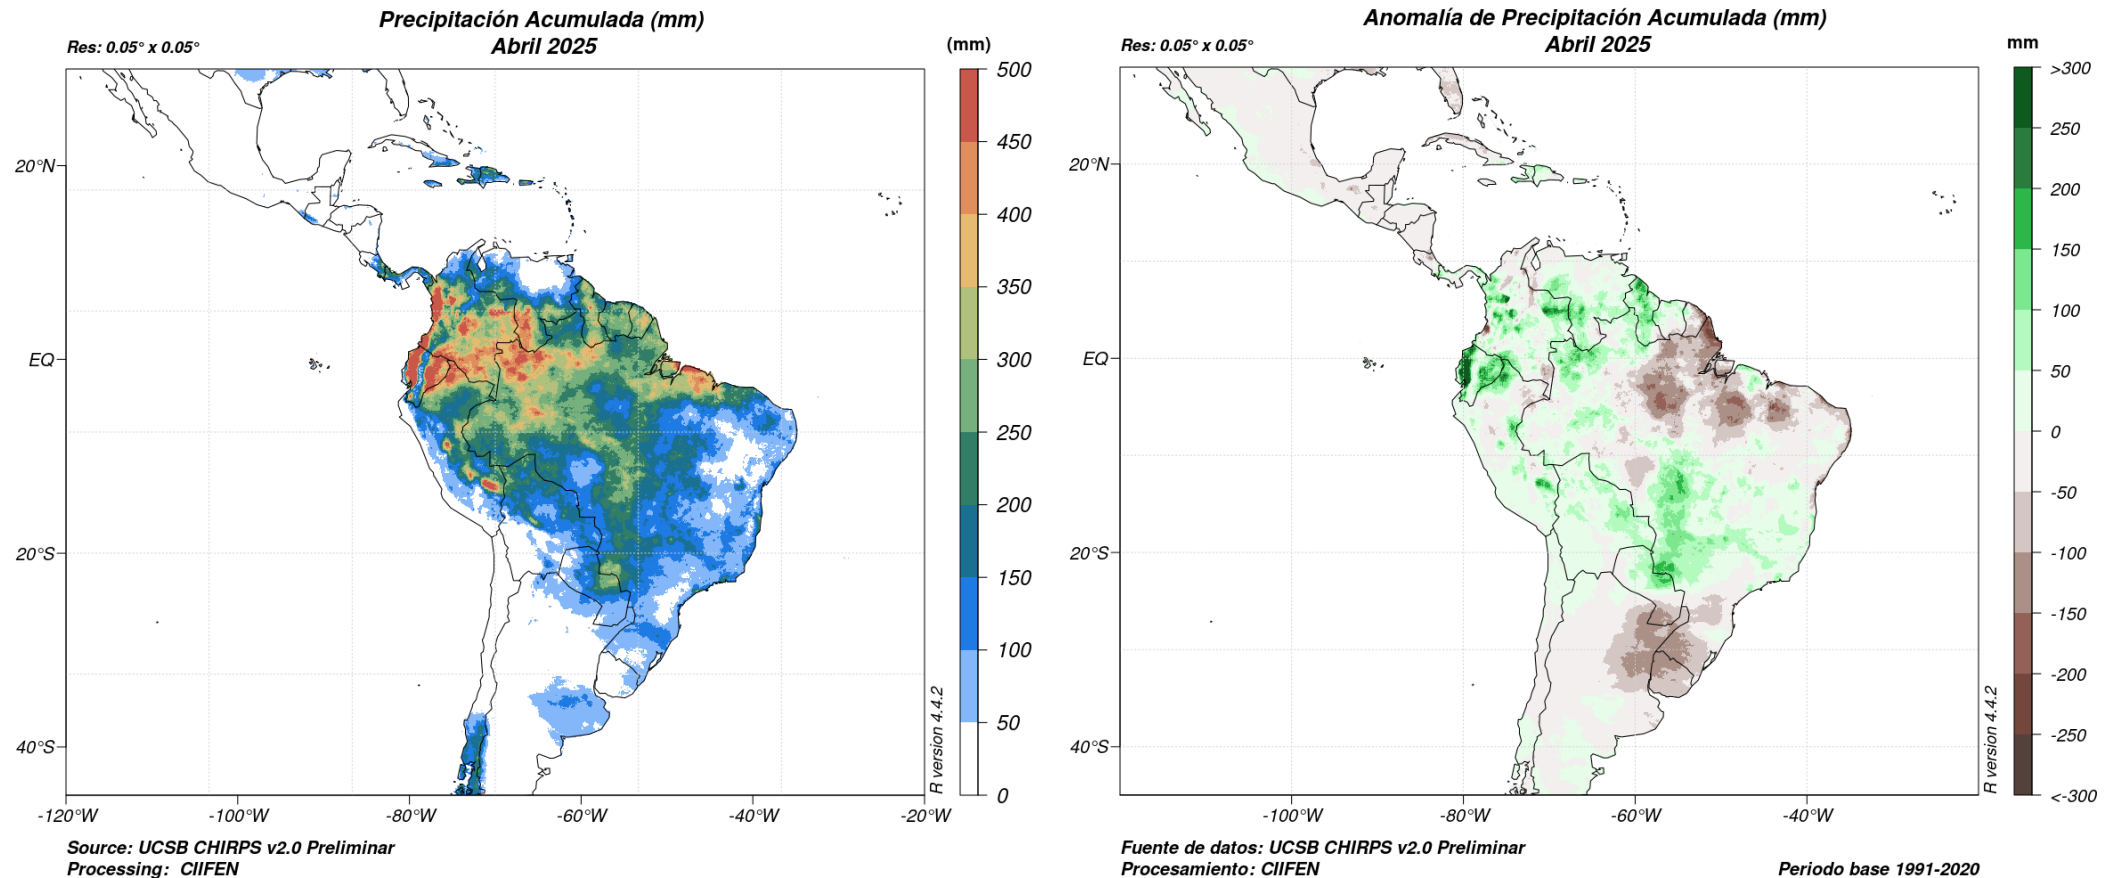 Precipitación Acumulada (mm)
Abril 2025
Res: 0.05° x 0.05°
(mm)
500
450
400
350
300
250
200
150
100
50
0
20°N
EQ
20°S
40°S
-120°W
-100°W
-80°W
-60°W
-40°W
-20°W
R version 4.4.2
Source: UCSB CHIRPS v2.0 Preliminar
Processing: CIIFEN
Anomalía de Precipitación Acumulada (mm)
Abril 2025
Res: 0.05° x 0.05°
mm
>300
250
200
150
100
50
0
-50
-100
-150
-200
-250
<-300
20°N
EQ
20°S
40°S
-100°W
-80°W
-60°W
-40°W
R version 4.4.2
Fuente de datos: UCSB CHIRPS v2.0 Preliminar
Procesamiento: CIIFEN
Periodo base 1991-2020